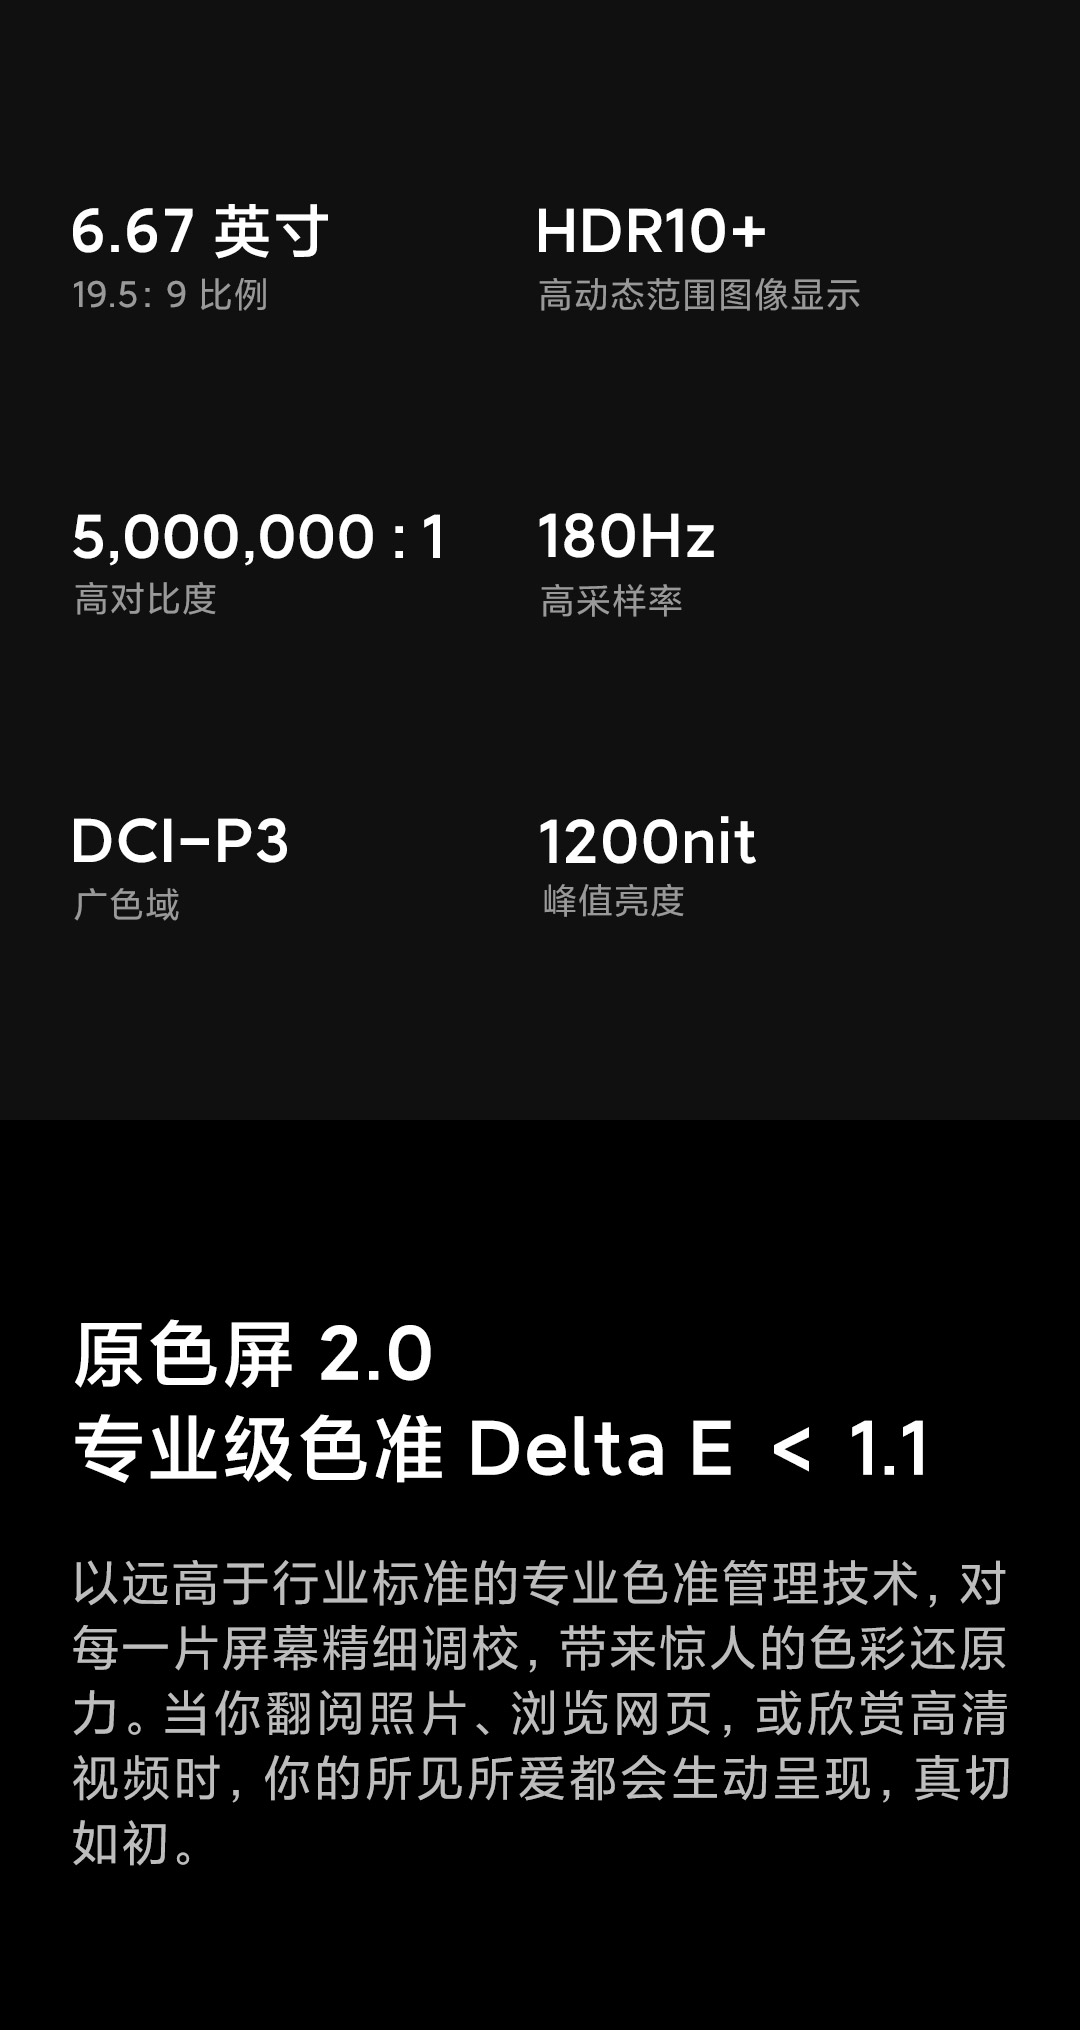 6.67 英寸
19.5: 9 比例
HDR10+
高动态范围图像显示
5,000,000 : 1
高对比度
180Hz
高采样率
DCI-P3
广色域
1200nit
峰值亮度
原色屏 2.0
专业级色准 Delta E < 1.1
以远高于行业标准的专业色准管理技术，对
每一片屏幕精细调校，带来惊人的色彩还原
力。当你翻阅照片、浏览网页，或欣赏高清
视频时，你的所见所爱都会生动呈现，真切
如初。